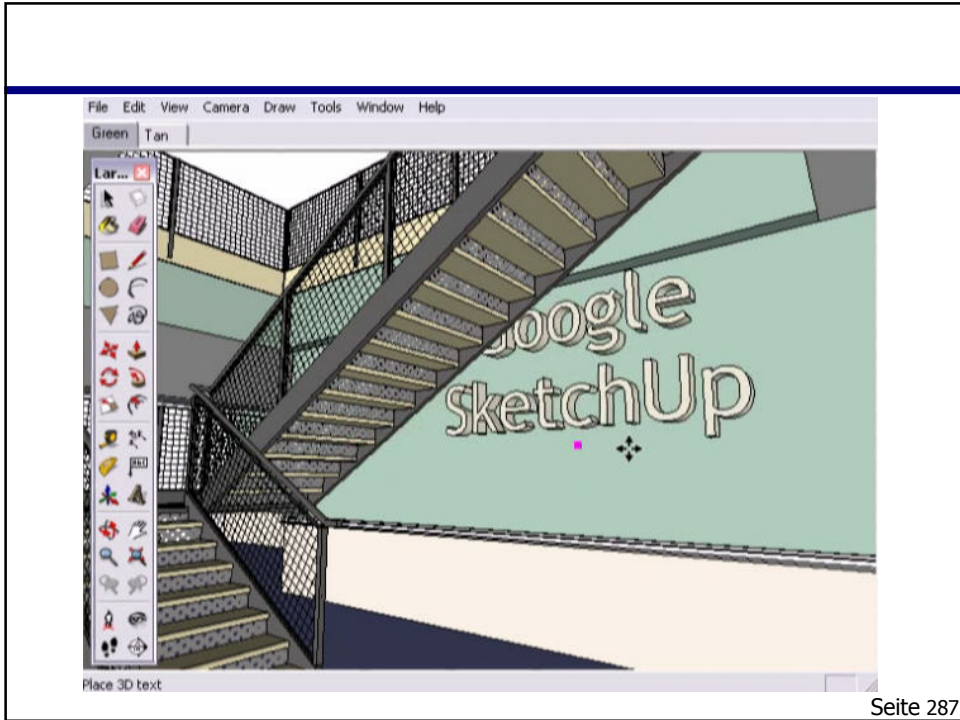 File Edit View Camera Draw Tools Window Help
Green Tan
Lar...
Google
SketchUp
Place 3D text
Seite 287